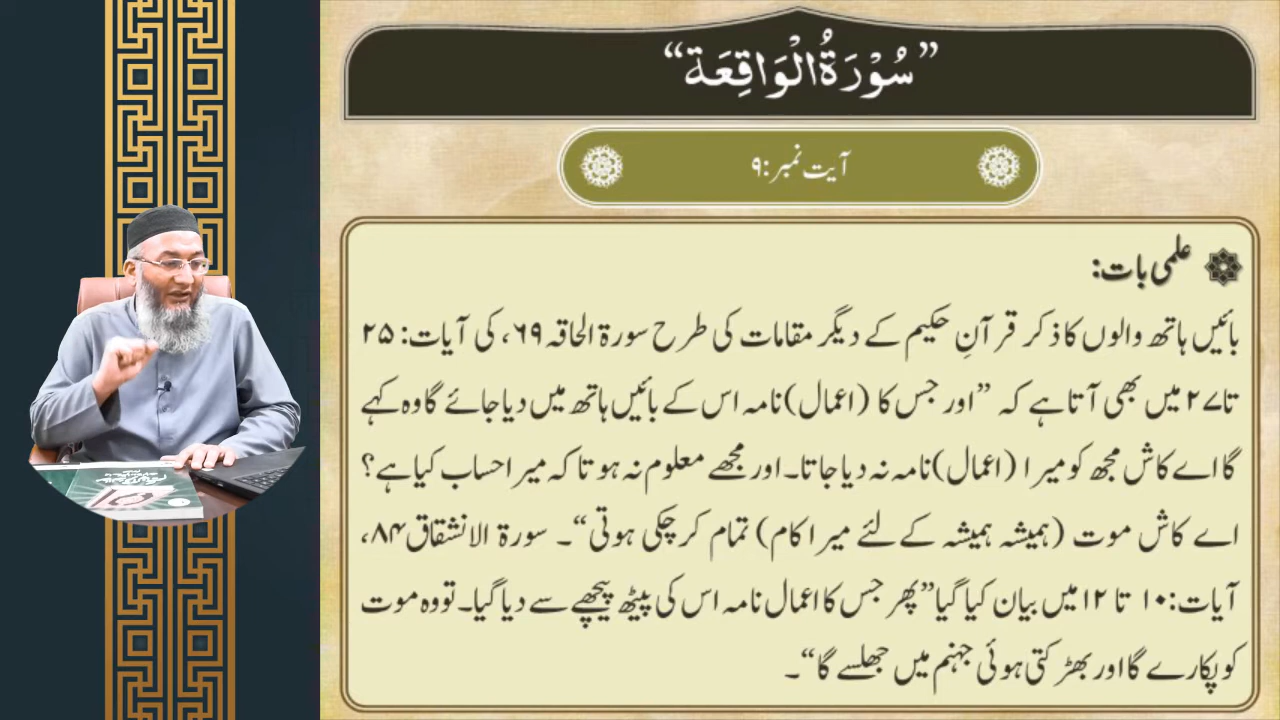 ”سُوْرَةُ الْوَاقِعَة“
آیت نمبر: ۹
علمی بات:
بائیں ہاتھ والوں کا ذکر قرآنِ حکیم کے دیگر مقامات کی طرح سورۃ الحاقہ ۶۹، کی آیات: ۲۵
تا ۲۷ میں بھی آتا ہے کہ ”اور جس کا (اعمال) نامہ اس کے بائیں ہاتھ میں دیا جائے گا وہ کہے
گا اے کاش مجھ کو میرا (اعمال) نامہ نہ دیا جاتا۔ اور مجھے معلوم نہ ہوتا کہ میرا حساب کیا ہے؟
اے کاش موت (ہمیشہ ہمیشہ کے لئے میرا کام) تمام کر چکی ہوتی“۔ سورۃ الانشقاق ۸۴،
آیات: ۱۰ تا ۱۲ میں بیان کیا گیا ”پھر جس کا اعمال نامہ اس کی پیٹھ پیچھے سے دیا گیا۔ تو وہ موت
کو پکارے گا اور بھڑکتی ہوئی جہنم میں جھلسے گا“۔